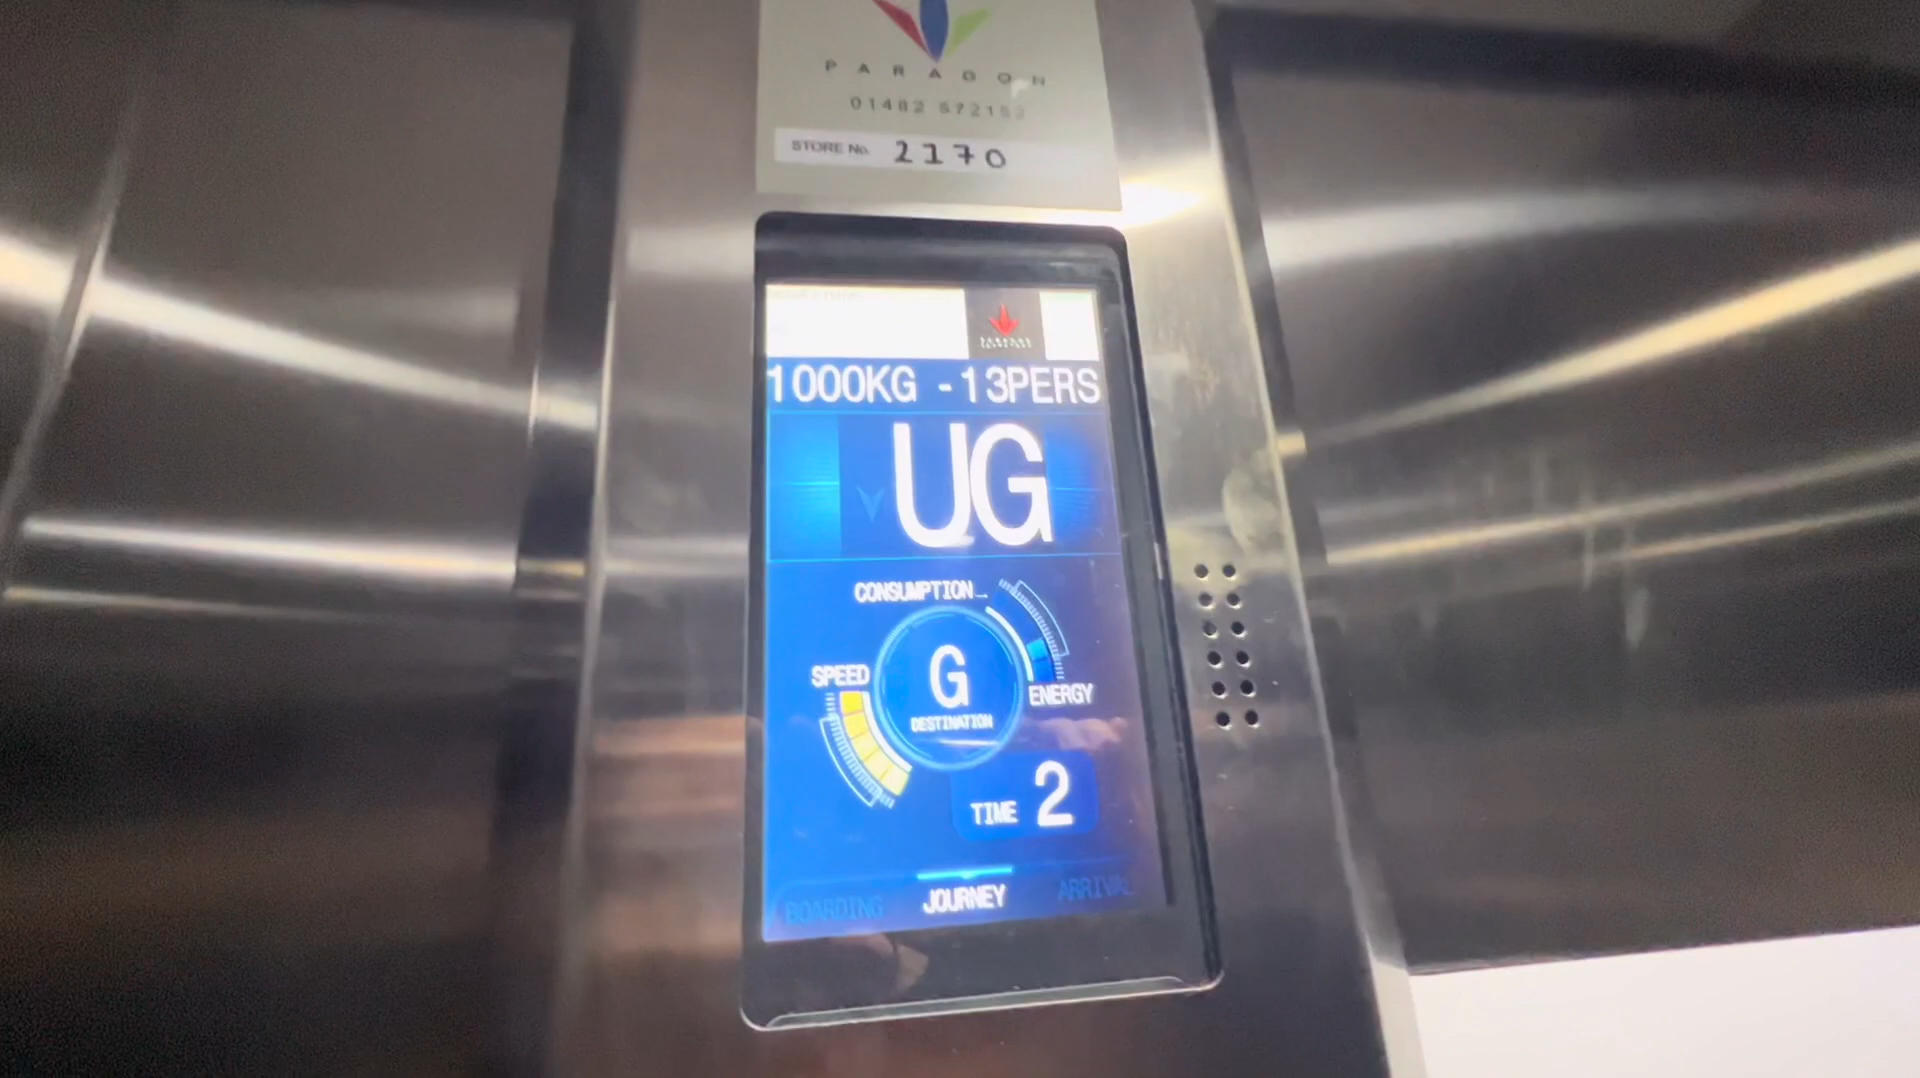 PARAGON
01482 572152
STORE No. 2170
1000KG -13PERS
UG
CONSUMPTION
SPEED
G
ENERGY
DESTINATION
TIME 2
BOARDING JOURNEY ARRIVAL